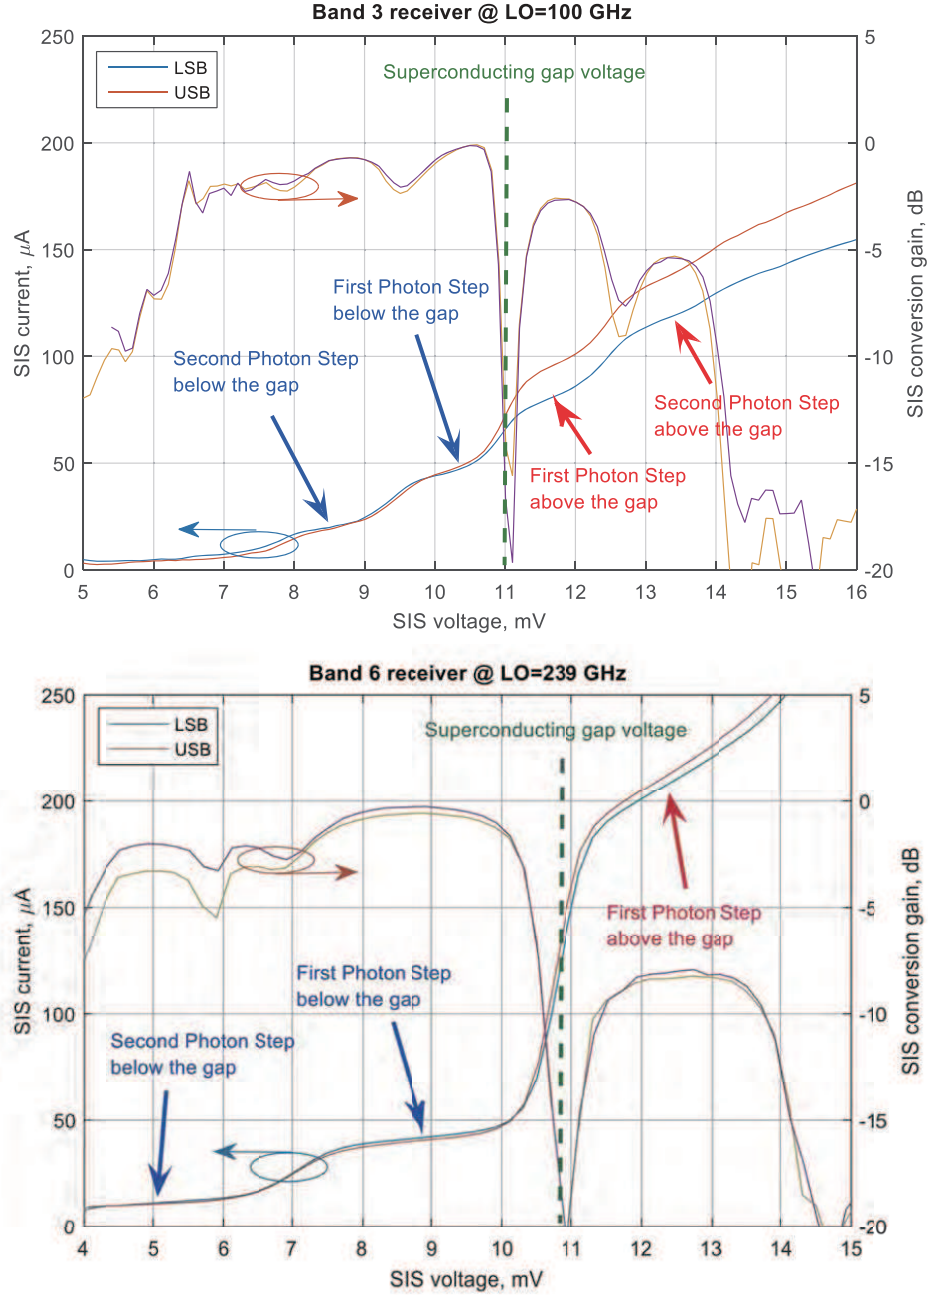 Band 3 receiver @ LO=100 GHz
250
200
150
100
50
0
SIS current, μA
LSB
USB
Superconducting gap voltage
First Photon Step
below the gap
Second Photon Step
below the gap
Second Photon Step
above the gap
First Photon Step
above the gap
5
0
-5
-10
-15
-20
SIS conversion gain, dB
5 6 7 8 9 10 11 12 13 14 15 16
SIS voltage, mV
Band 6 receiver @ LO=239 GHz
250
200
150
100
50
0
SIS current, μA
LSB
USB
Superconducting gap voltage
First Photon Step
above the gap
First Photon Step
below the gap
Second Photon Step
below the gap
5
0
-5
-10
-15
-20
SIS conversion gain, dB
4 5 6 7 8 9 10 11 12 13 14 15
SIS voltage, mV